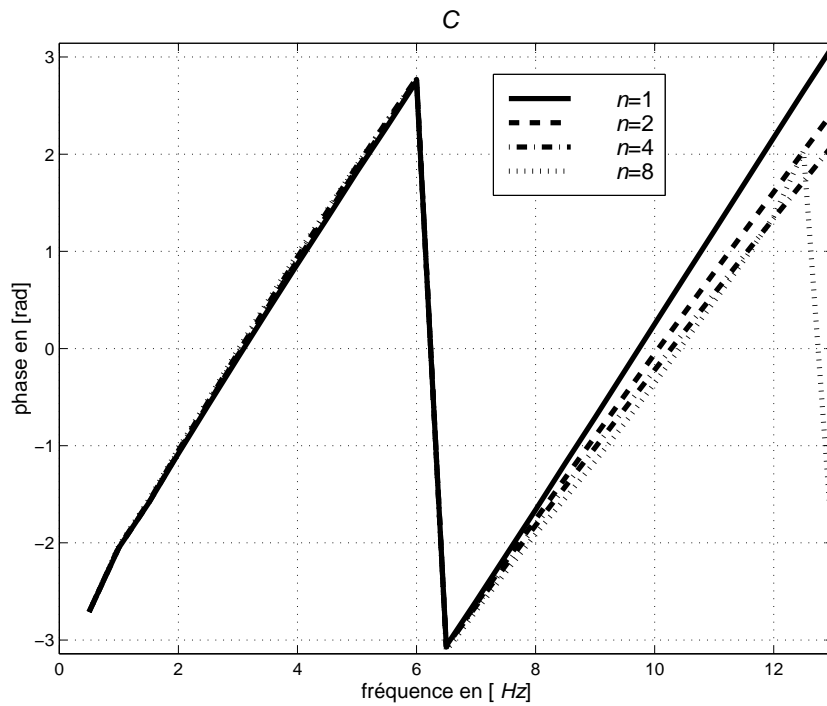 C
3
2
1
0
−1
−2
−3
0 2 4 6 8 10 12
phase en [rad]
fréquence en [ Hz]
n=1
n=2
n=4
n=8